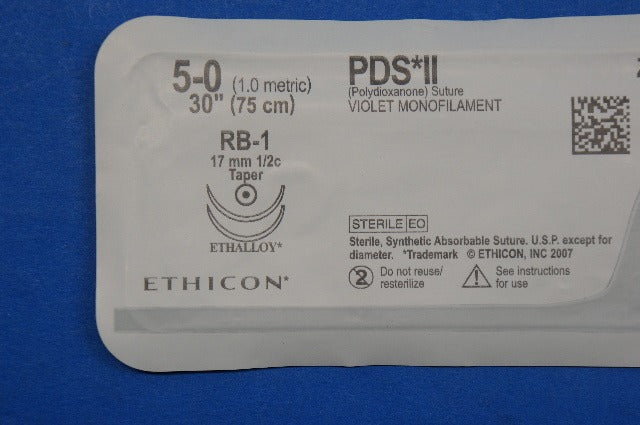 5-0 (1.0 metric)
30" (75 cm)
RB-1
17 mm 1/2c
Taper
ETHALLOY*
ETHICON*
PDS*II
(Polydioxanone) Suture
VIOLET MONOFILAMENT
STERILE EO
Sterile, Synthetic Absorbable Suture. U.S.P. except for
diameter. *Trademark © ETHICON, INC 2007
2 Do not reuse/
resterilize
! See instructions
for use